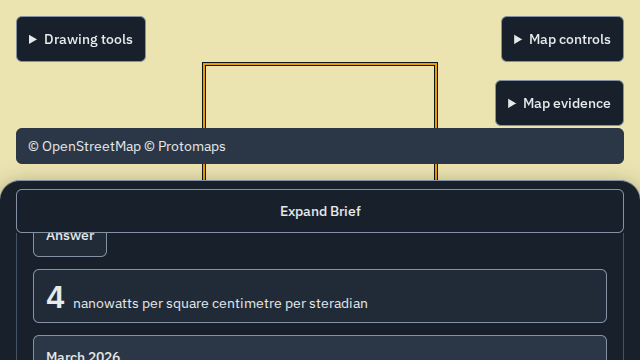 Drawing tools
Map controls
Map evidence
© OpenStreetMap © Protomaps
Expand Brief
Answer
4 nanowatts per square centimetre per steradian
March 2026